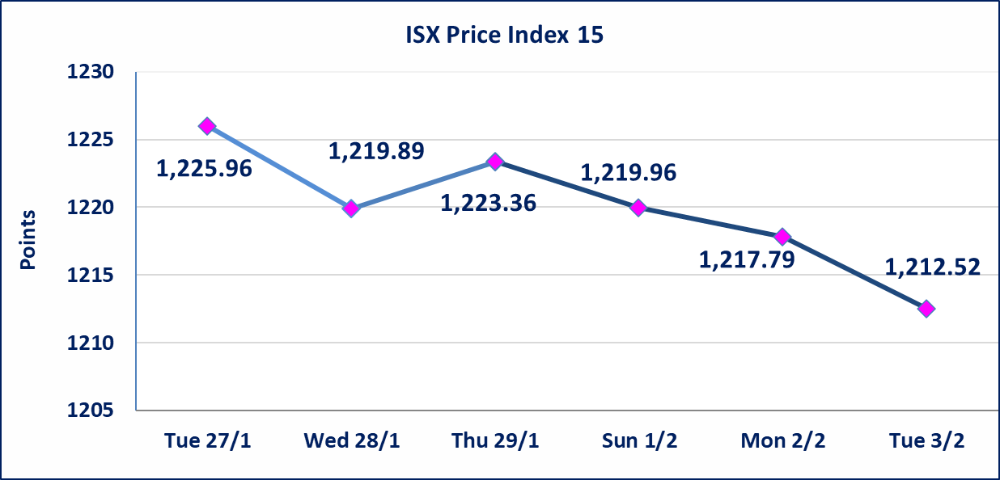 ISX Price Index 15
1230
1225
1220
1215
1210
1205
Points
1,225.96
1,219.89
1,223.36
1,219.96
1,217.79
1,212.52
Tue 27/1
Wed 28/1
Thu 29/1
Sun 1/2
Mon 2/2
Tue 3/2